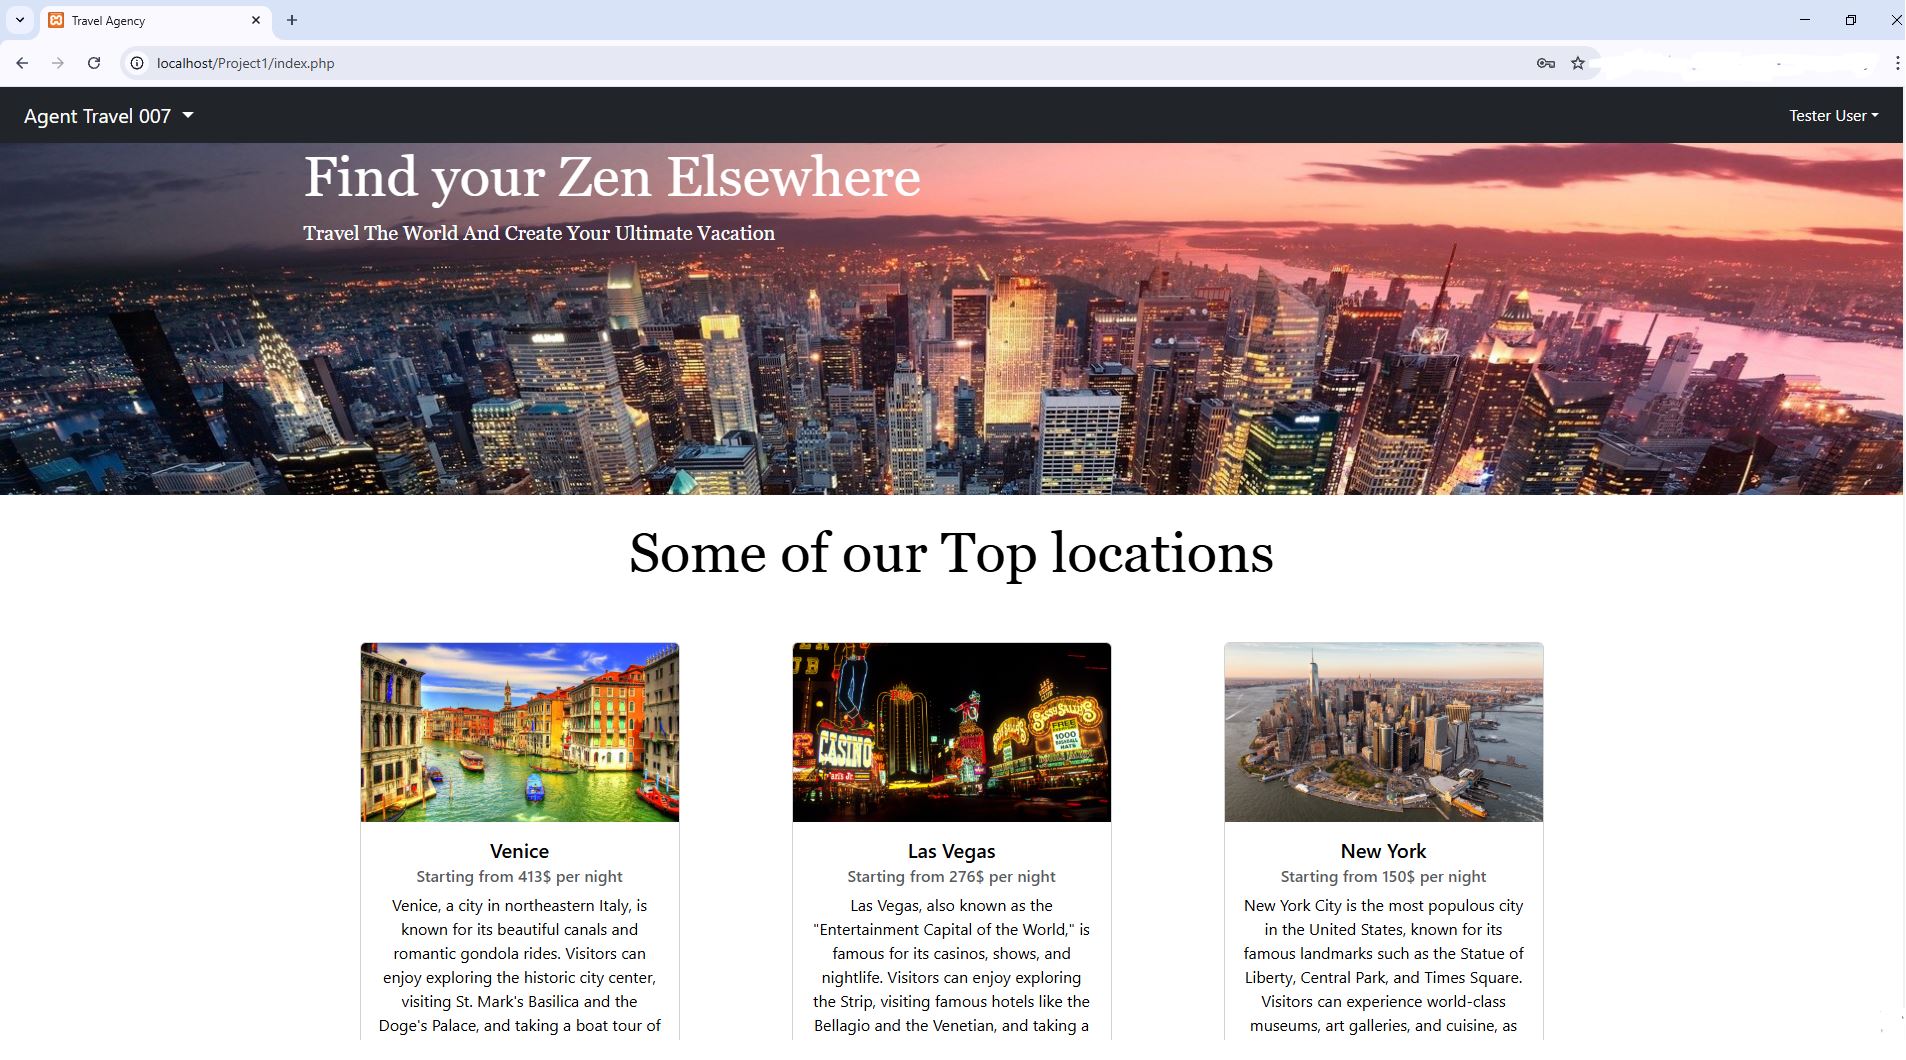 Travel Agency
localhost/Project1/index.php
Agent Travel 007
Tester User
Find your Zen Elsewhere
Travel The World And Create Your Ultimate Vacation
Some of our Top locations
CASINO
FREE
1000
BASEBALL
HATS
Venice
Starting from 413$ per night
Venice, a city in northeastern Italy, is
known for its beautiful canals and
romantic gondola rides. Visitors can
enjoy exploring the historic city center,
visiting St. Mark's Basilica and the
Doge's Palace, and taking a boat tour of
Las Vegas
Starting from 276$ per night
Las Vegas, also known as the
"Entertainment Capital of the World," is
famous for its casinos, shows, and
nightlife. Visitors can enjoy exploring
the Strip, visiting famous hotels like the
Bellagio and the Venetian, and taking a
New York
Starting from 150$ per night
New York City is the most populous city
in the United States, known for its
famous landmarks such as the Statue of
Liberty, Central Park, and Times Square.
Visitors can experience world-class
museums, art galleries, and cuisine, as